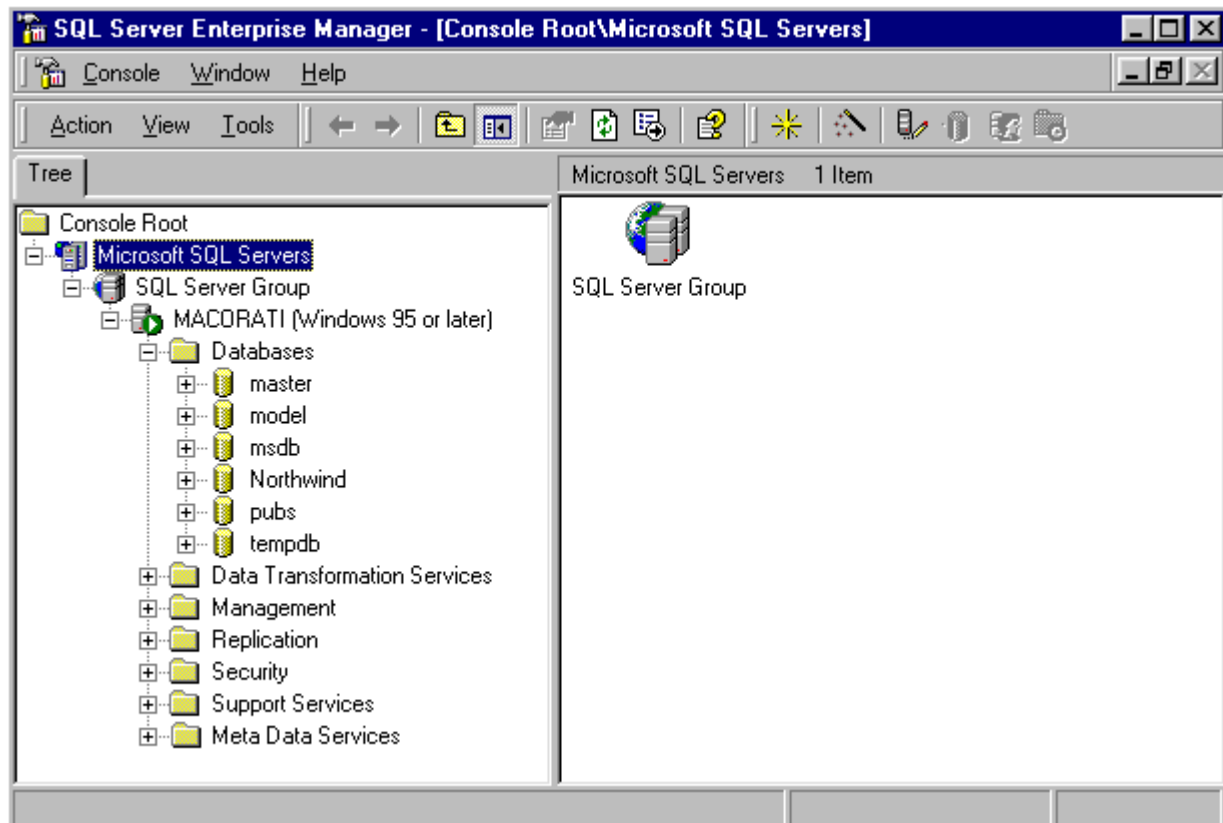 SQL Server Enterprise Manager - [Console Root\Microsoft SQL Servers]
Console Window Help
Action View Tools
Tree
Microsoft SQL Servers 1 Item
Console Root
Microsoft SQL Servers
SQL Server Group
MACORATI (Windows 95 or later)
Databases
master
model
msdb
Northwind
pubs
tempdb
Data Transformation Services
Management
Replication
Security
Support Services
Meta Data Services
SQL Server Group